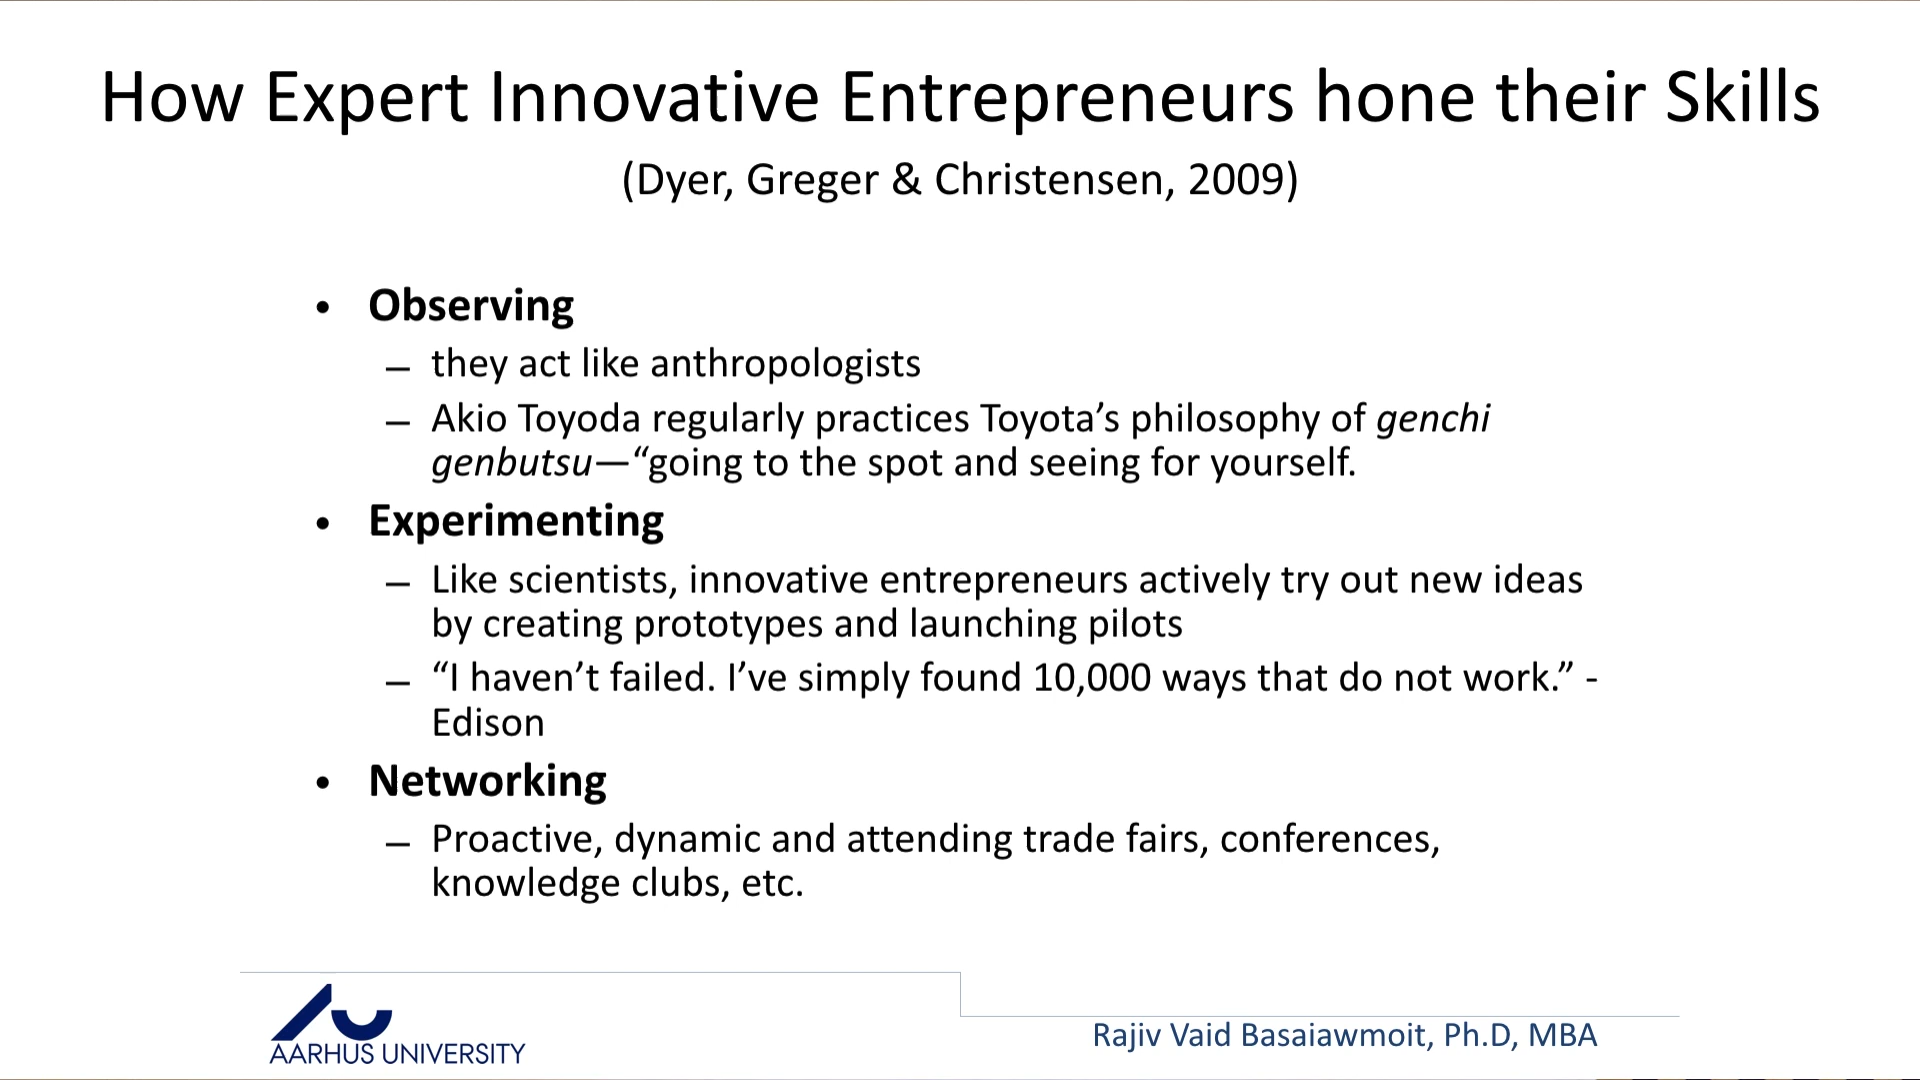 How Expert Innovative Entrepreneurs hone their Skills
(Dyer, Greger & Christensen, 2009)
• Observing
– they act like anthropologists
– Akio Toyoda regularly practices Toyota’s philosophy of genchi
genbutsu—“going to the spot and seeing for yourself.
• Experimenting
– Like scientists, innovative entrepreneurs actively try out new ideas
by creating prototypes and launching pilots
– “I haven’t failed. I’ve simply found 10,000 ways that do not work.” -
Edison
• Networking
– Proactive, dynamic and attending trade fairs, conferences,
knowledge clubs, etc.
AARHUS UNIVERSITY
Rajiv Vaid Basaiawmoit, Ph.D, MBA